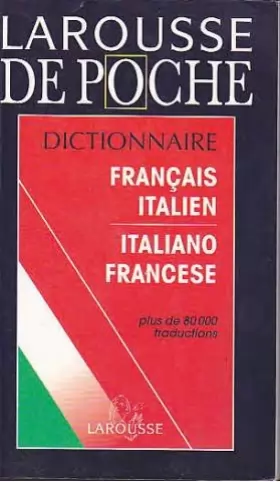 LAROUSSE
DE POCHE
DICTIONNAIRE
FRANÇAIS
ITALIEN
ITALIANO
FRANCESE
plus de 80 000
traductions
LAROUSSE